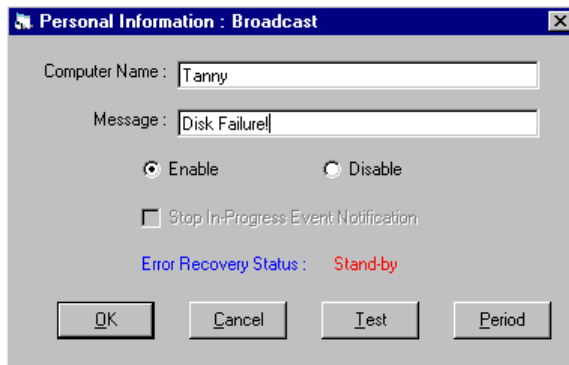 Personal Information : Broadcast
Computer Name : Tanny
Message : Disk Failure!
Enable Disable
Stop In-Progress Event Notification
Error Recovery Status : Stand-by
OK Cancel Test Period